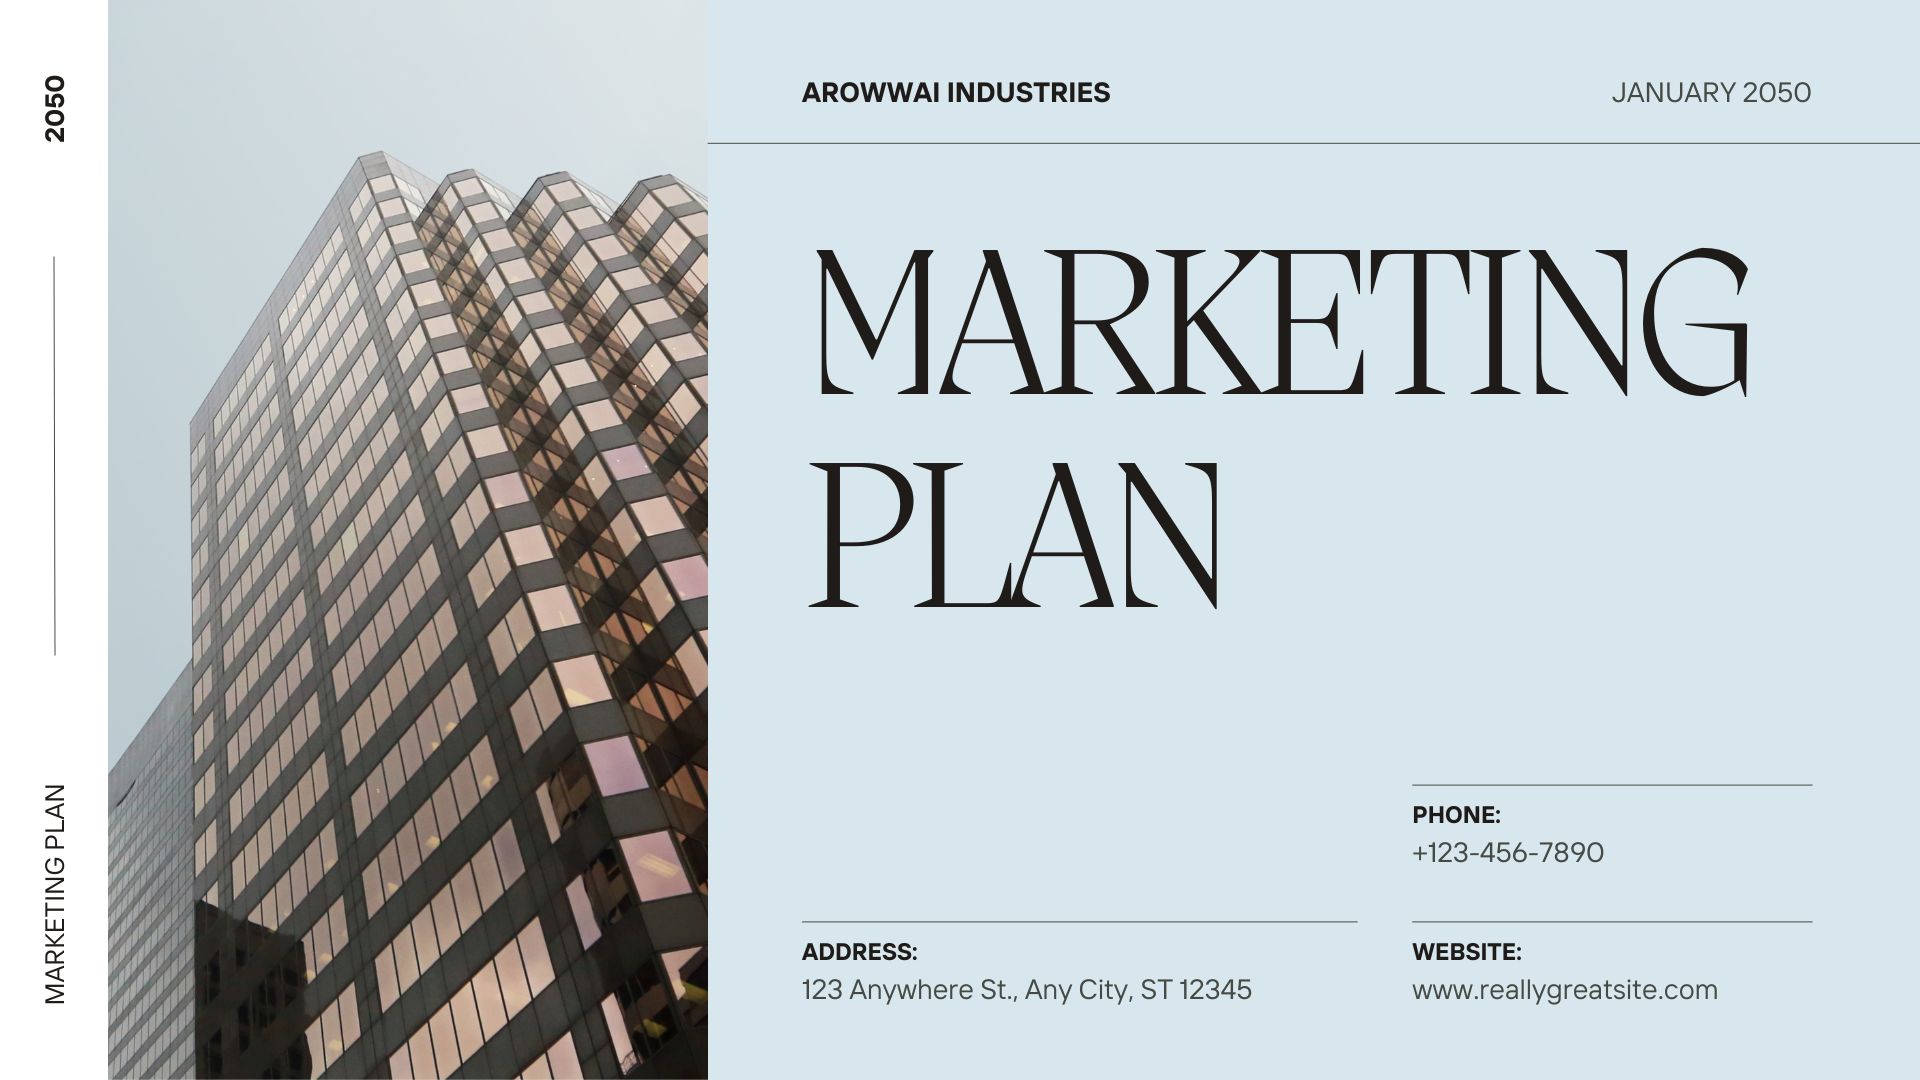 2050
MARKETING PLAN
AROWWAI INDUSTRIES
JANUARY 2050
MARKETING
PLAN
PHONE:
+123-456-7890
ADDRESS:
123 Anywhere St., Any City, ST 12345
WEBSITE:
www.reallygreatsite.com